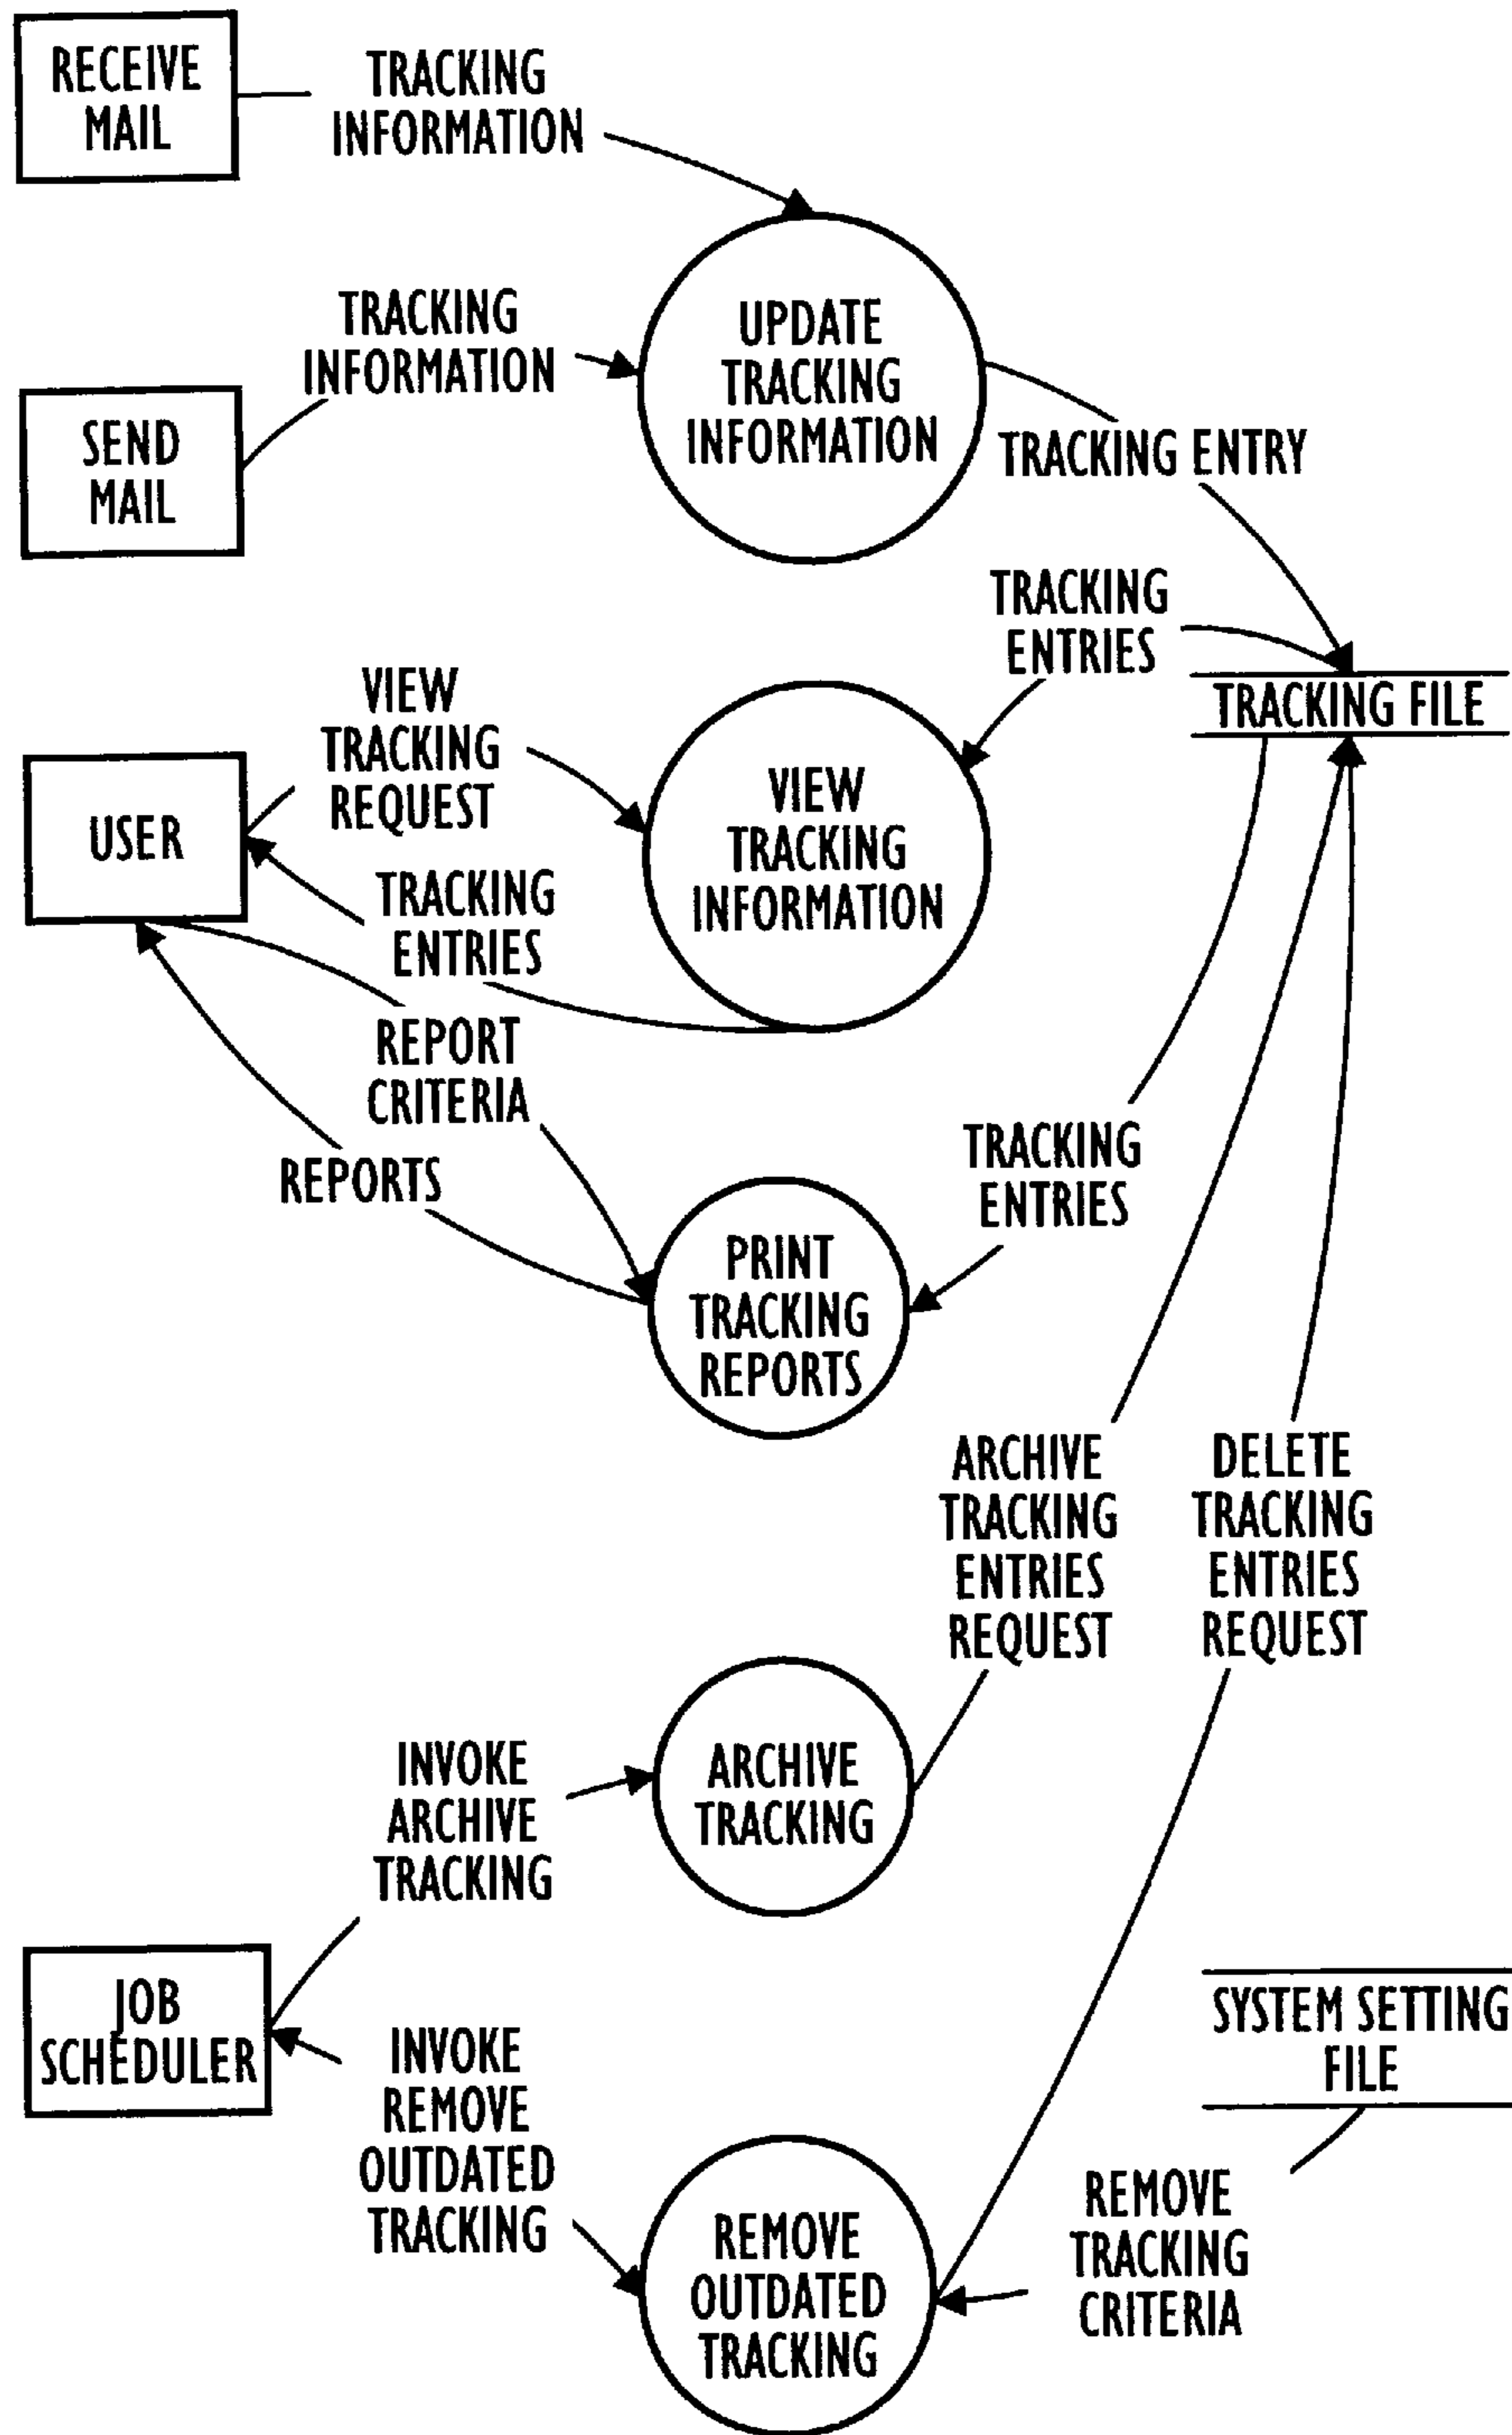 RECEIVE
MAIL
TRACKING
INFORMATION
TRACKING
INFORMATION
SEND
MAIL
UPDATE
TRACKING
INFORMATION
TRACKING ENTRY
TRACKING
ENTRIES
TRACKING FILE
VIEW
TRACKING
REQUEST
USER
VIEW
TRACKING
INFORMATION
TRACKING
ENTRIES
REPORT
CRITERIA
REPORTS
TRACKING
ENTRIES
PRINT
TRACKING
REPORTS
ARCHIVE
TRACKING
ENTRIES
REQUEST
DELETE
TRACKING
ENTRIES
REQUEST
INVOKE
ARCHIVE
TRACKING
ARCHIVE
TRACKING
JOB
SCHEDULER
SYSTEM SETTING
FILE
INVOKE
REMOVE
OUTDATED
TRACKING
REMOVE
OUTDATED
TRACKING
REMOVE
TRACKING
CRITERIA